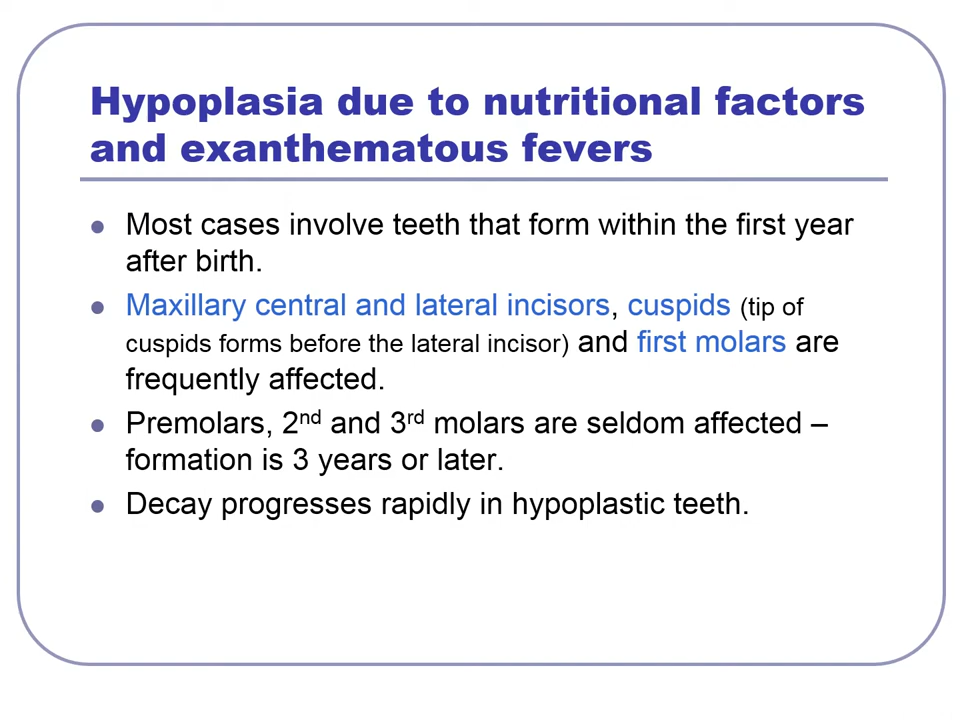 Hypoplasia due to nutritional factors
and exanthematous fevers
Most cases involve teeth that form within the first year
after birth.
Maxillary central and lateral incisors, cuspids (tip of
cuspids forms before the lateral incisor) and first molars are
frequently affected.
Premolars, 2nd and 3rd molars are seldom affected –
formation is 3 years or later.
Decay progresses rapidly in hypoplastic teeth.